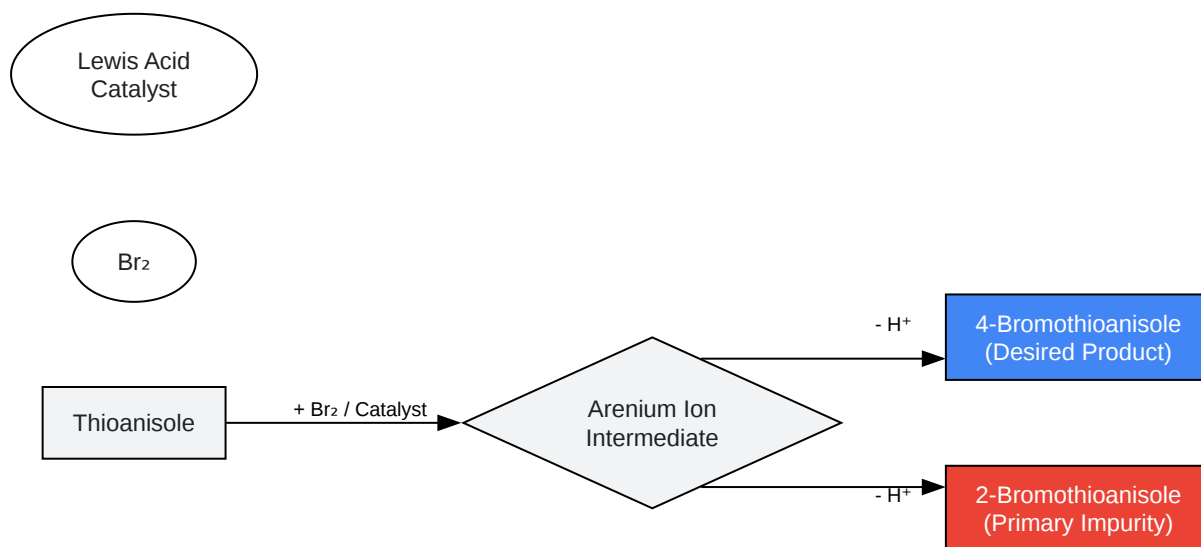 Lewis Acid
Catalyst
Br₂
Thioanisole
+ Br₂ / Catalyst
Arenium Ion
Intermediate
- H⁺
4-Bromothioanisole
(Desired Product)
- H⁺
2-Bromothioanisole
(Primary Impurity)